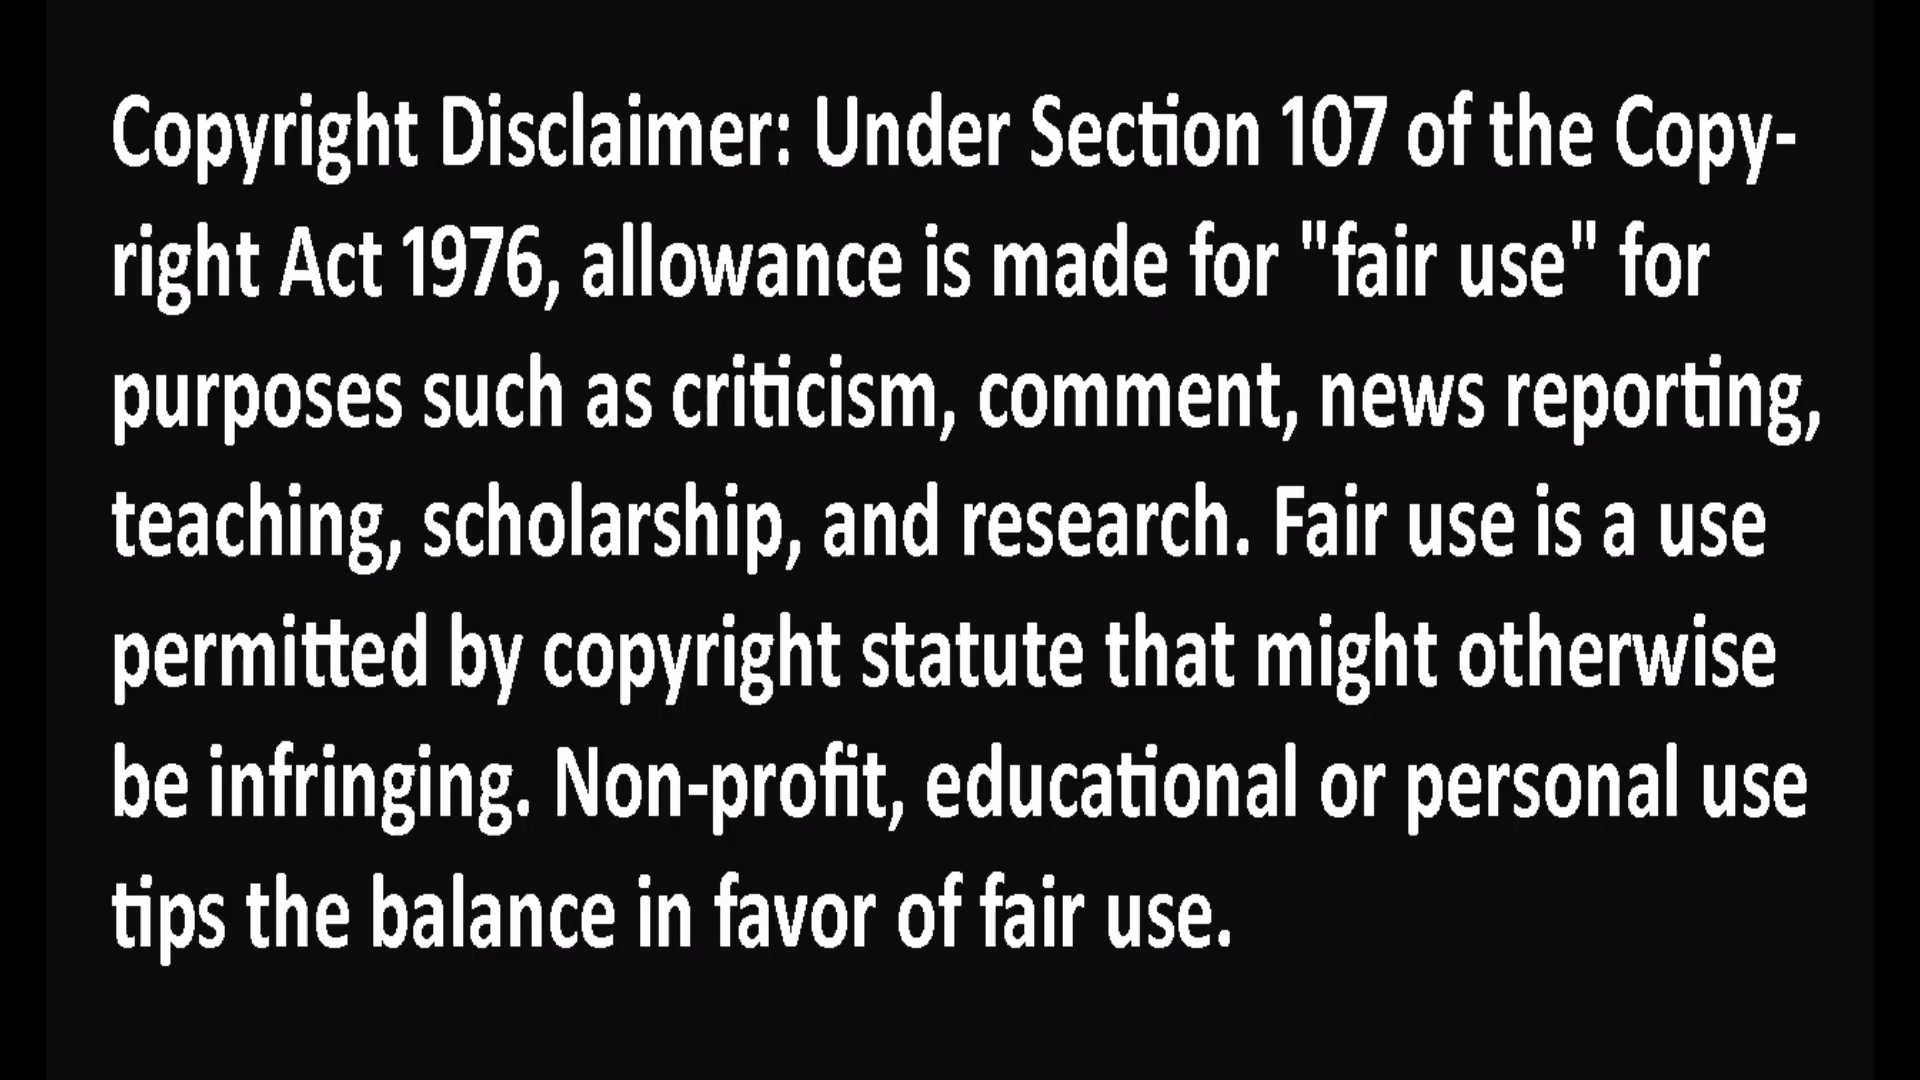 Copyright Disclaimer: Under Section 107 of the Copy-
right Act 1976, allowance is made for "fair use" for
purposes such as criticism, comment, news reporting,
teaching, scholarship, and research. Fair use is a use
permitted by copyright statute that might otherwise
be infringing. Non-profit, educational or personal use
tips the balance in favor of fair use.